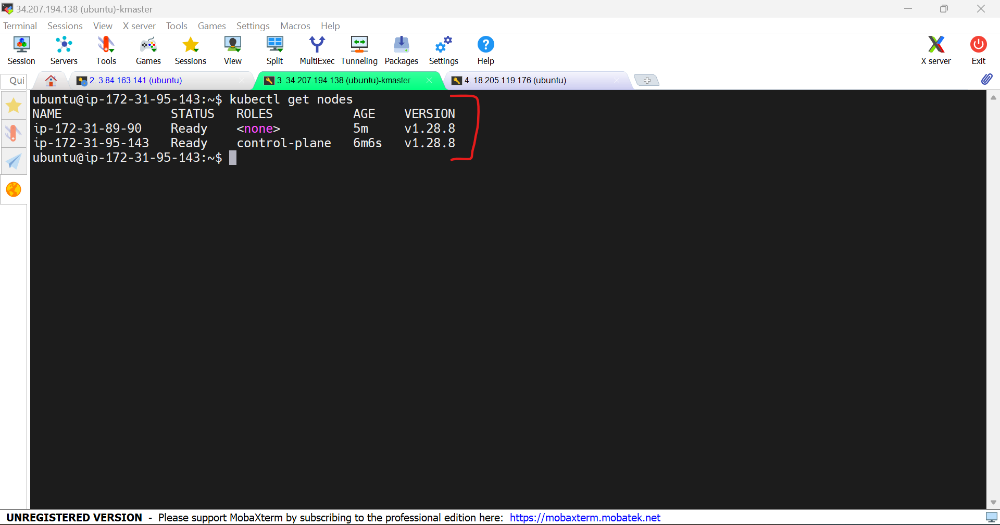 34.207.194.138 (ubuntu)-kmaster
Terminal Sessions View X server Tools Games Settings Macros Help
Session Servers Tools Games Sessions View Split MultiExec Tunneling Packages Settings Help X server Exit
Qui 2. 3.84.163.141 (ubuntu) 3. 34.207.194.138 (ubuntu)-kmaster 4. 18.205.119.176 (ubuntu)
ubuntu@ip-172-31-95-143:~$ kubectl get nodes
NAME STATUS ROLES AGE VERSION
ip-172-31-89-90 Ready <none> 5m v1.28.8
ip-172-31-95-143 Ready control-plane 6m6s v1.28.8
ubuntu@ip-172-31-95-143:~$
UNREGISTERED VERSION - Please support MobaXterm by subscribing to the professional edition here: https://mobaxterm.mobatek.net